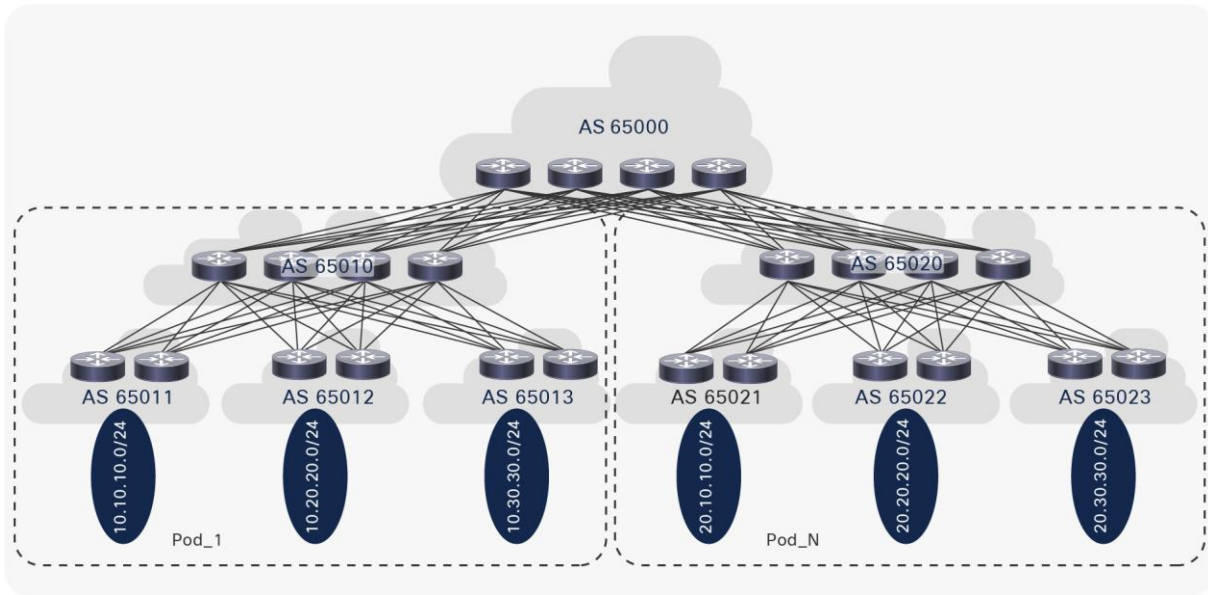 AS 65000
AS 65010
AS 65020
AS 65011
AS 65012
AS 65013
AS 65021
AS 65022
AS 65023
10.10.10.0/24
10.20.20.0/24
10.30.30.0/24
20.10.10.0/24
20.20.20.0/24
20.30.30.0/24
Pod_1
Pod_N